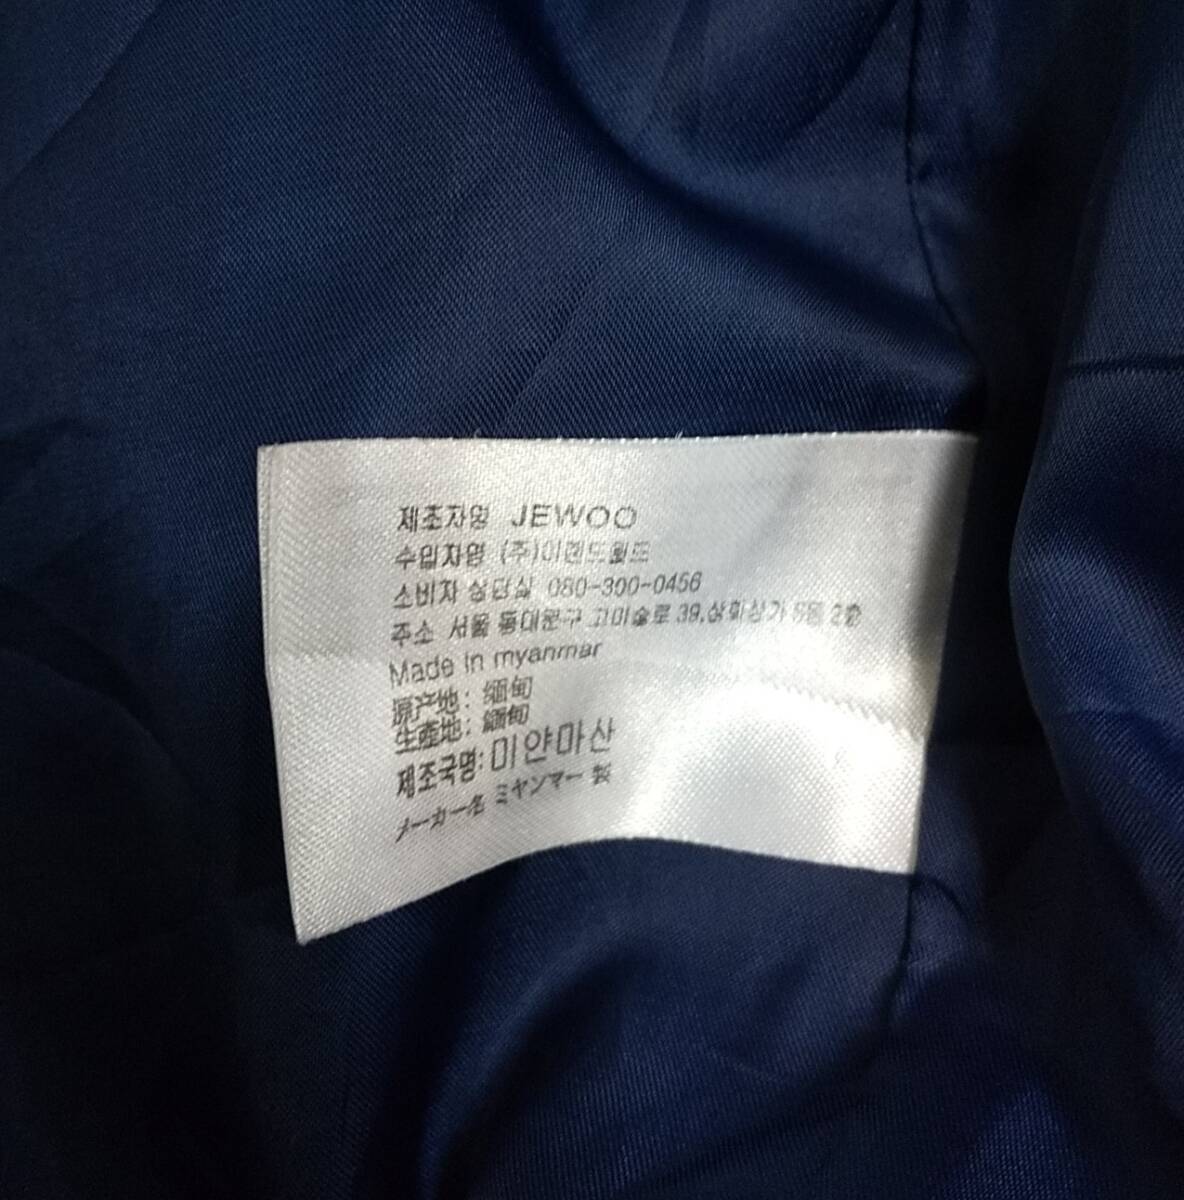 제조자명 JEWOO
수입자명 (주)이랜드월드
소비자 상담실 080-300-0456
주소 서울 동대문구 고미술로 39,상화상가 5동 2층
Made in myanmar
原产地: 缅甸
生產地: 緬甸
제조국명: 미얀마산
メーカー名 ミャンマー 製